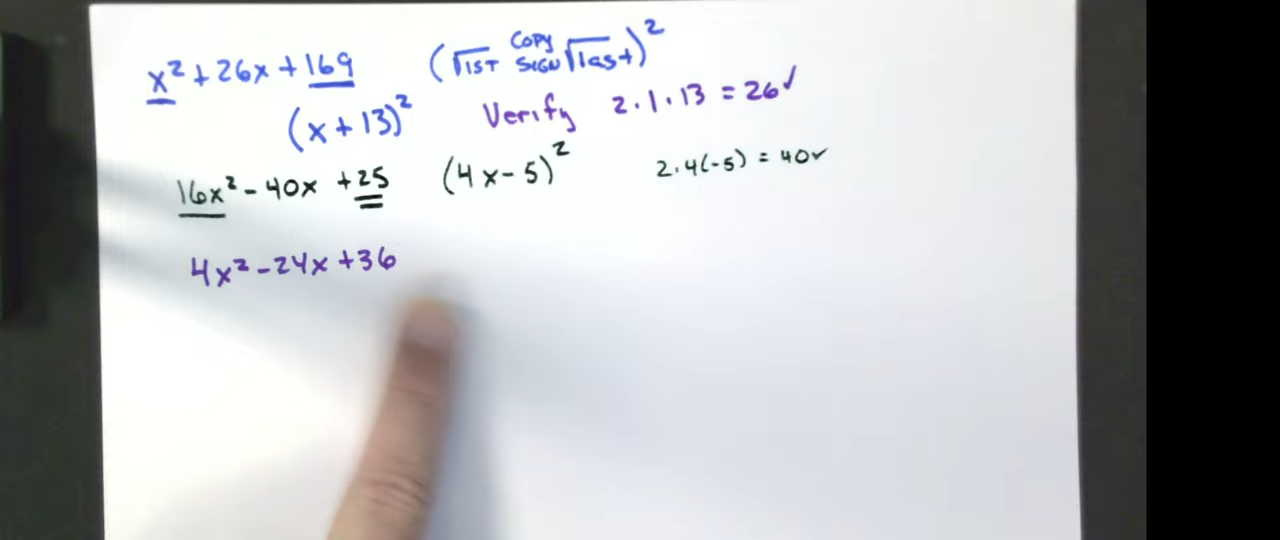 x² + 26x + 169 (√1ST COPY SIGN √last)²
(x + 13)² Verify 2 · 1 · 13 = 26 ✓
16x² - 40x + 25 (4x - 5)² 2 · 4(-5) = 40 ✓
4x² - 24x + 36